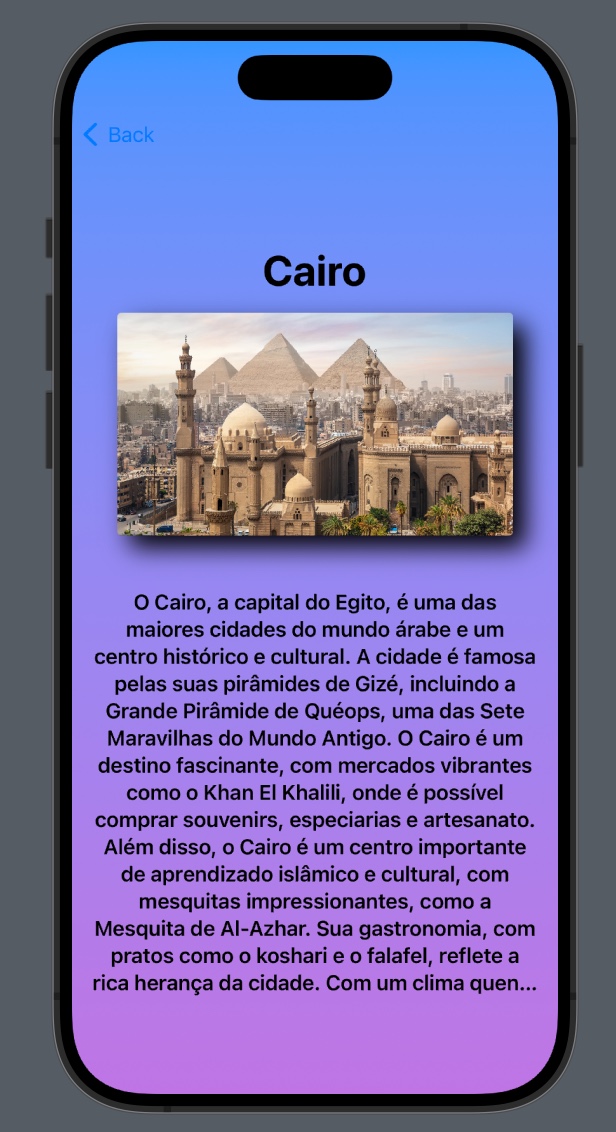 Back
Cairo
O Cairo, a capital do Egito, é uma das
maiores cidades do mundo árabe e um
centro histórico e cultural. A cidade é famosa
pelas suas pirâmides de Gizé, incluindo a
Grande Pirâmide de Quéops, uma das Sete
Maravilhas do Mundo Antigo. O Cairo é um
destino fascinante, com mercados vibrantes
como o Khan El Khalili, onde é possível
comprar souvenirs, especiarias e artesanato.
Além disso, o Cairo é um centro importante
de aprendizado islâmico e cultural, com
mesquitas impressionantes, como a
Mesquita de Al-Azhar. Sua gastronomia, com
pratos como o koshari e o falafel, reflete a
rica herança da cidade. Com um clima quen...